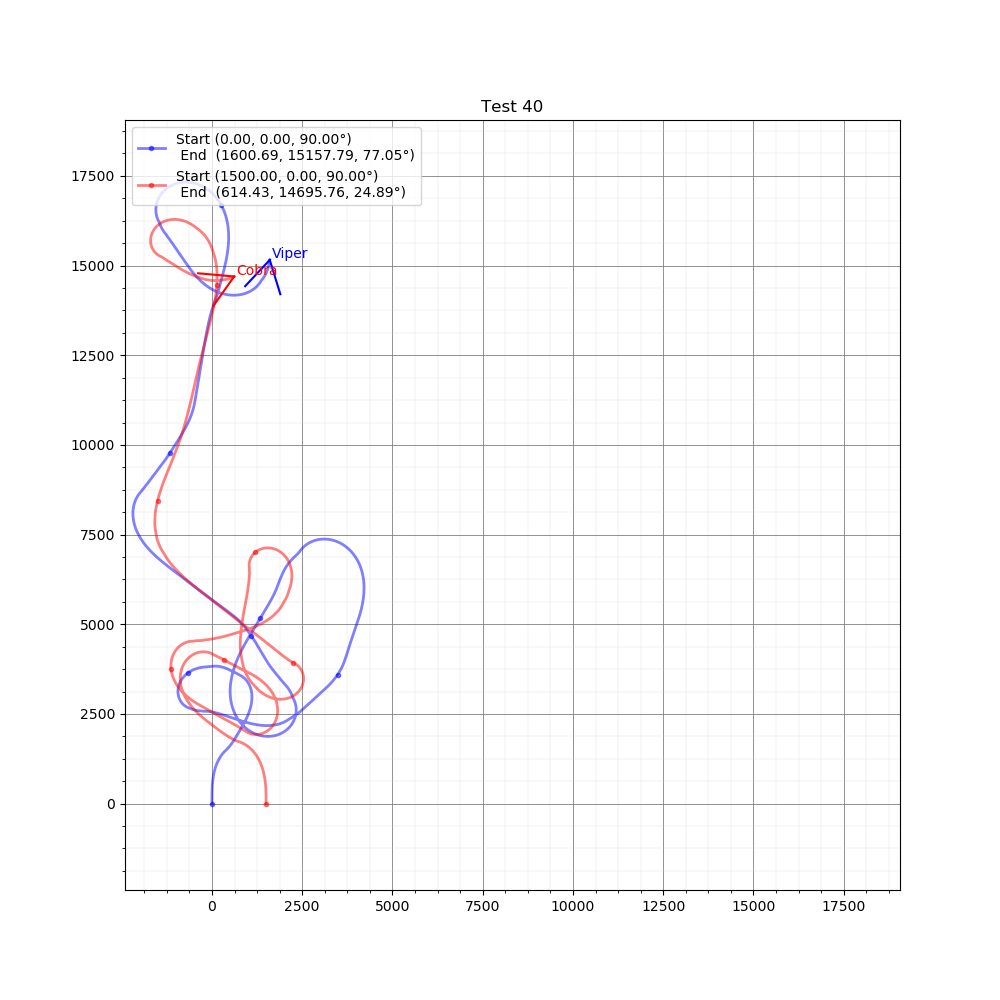 Test 40
Start (0.00, 0.00, 90.00°)
End (1600.69, 15157.79, 77.05°)
Start (1500.00, 0.00, 90.00°)
End (614.43, 14695.76, 24.89°)
17500
15000
12500
10000
7500
5000
2500
0
Viper
Cobra
0 2500 5000 7500 10000 12500 15000 17500